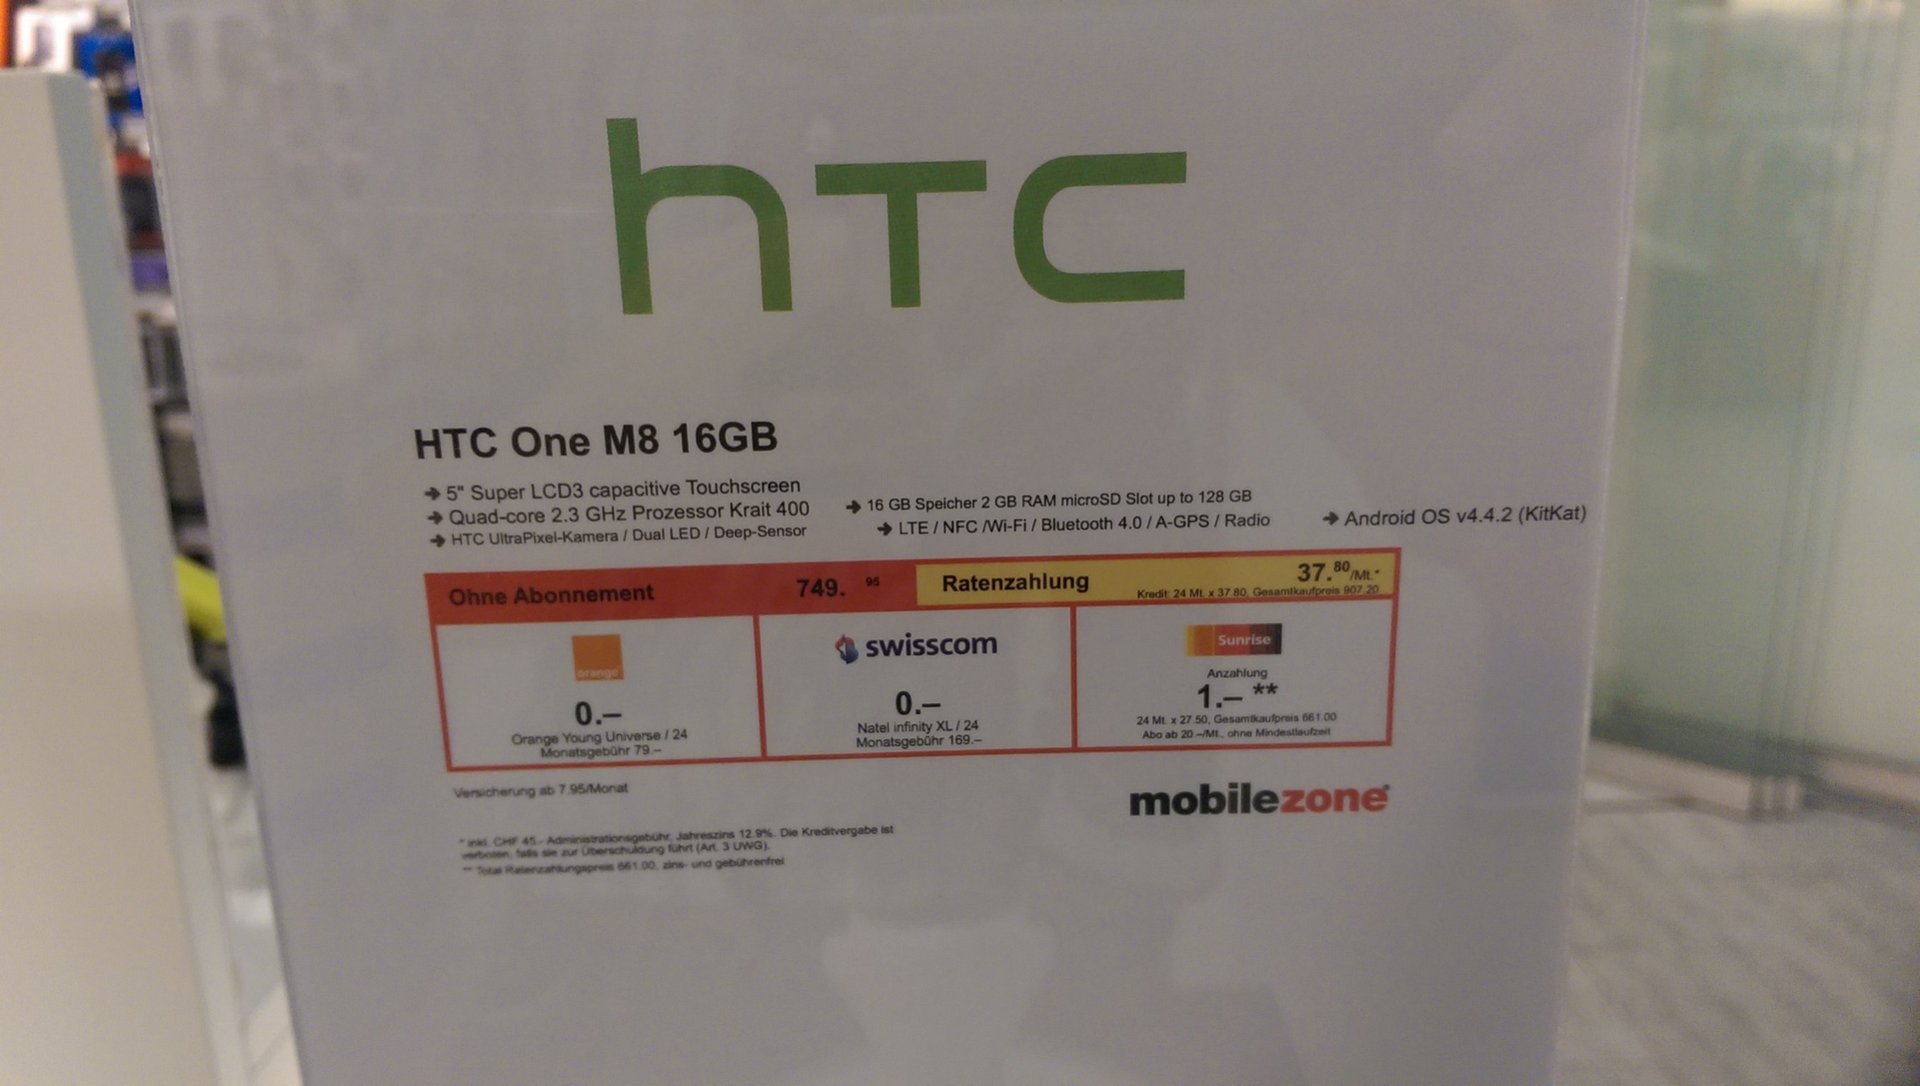 hTC
HTC One M8 16GB
➔ 5" Super LCD3 capacitive Touchscreen
➔ Quad-core 2.3 GHz Prozessor Krait 400
➔ HTC UltraPixel-Kamera / Dual LED / Deep-Sensor
➔ 16 GB Speicher 2 GB RAM microSD Slot up to 128 GB
➔ LTE / NFC /Wi-Fi / Bluetooth 4.0 / A-GPS / Radio
➔ Android OS v4.4.2 (KitKat)
Ohne Abonnement 749. 95
Ratenzahlung 37.80/Mt.*
Kredit: 24 Mt. x 37.80, Gesamtkaufpreis 907.20
orange
0.–
Orange Young Universe / 24
Monatsgebühr 79.–
swisscom
0.–
Natel infinity XL / 24
Monatsgebühr 169.–
Sunrise
Anzahlung
1.– **
24 Mt. x 27.50, Gesamtkaufpreis 661.00
Abo ab 20.–/Mt., ohne Mindestlaufzeit
Versicherung ab 7.95/Monat
mobilezone
* inkl. CHF 45.- Administrationsgebühr, Jahreszins 12.9%. Die Kreditvergabe ist
verboten, falls sie zur Überschuldung führt (Art. 3 UWG).
** Total Ratenzahlungspreis 661.00, zins- und gebührenfrei